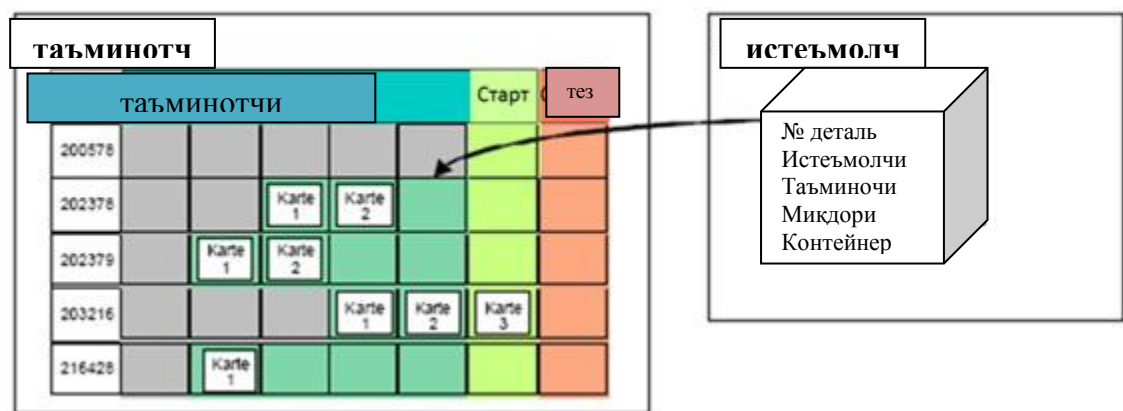 таъминотч
таъминотчи
Старт
тез
200578
202378
Karte
1
Karte
2
202379
Karte
1
Karte
2
203216
Karte
1
Karte
2
Karte
3
216428
Karte
1
истеъмолч
№ деталь
Истеъмолчи
Таъминочи
Миқдори
Контейнер